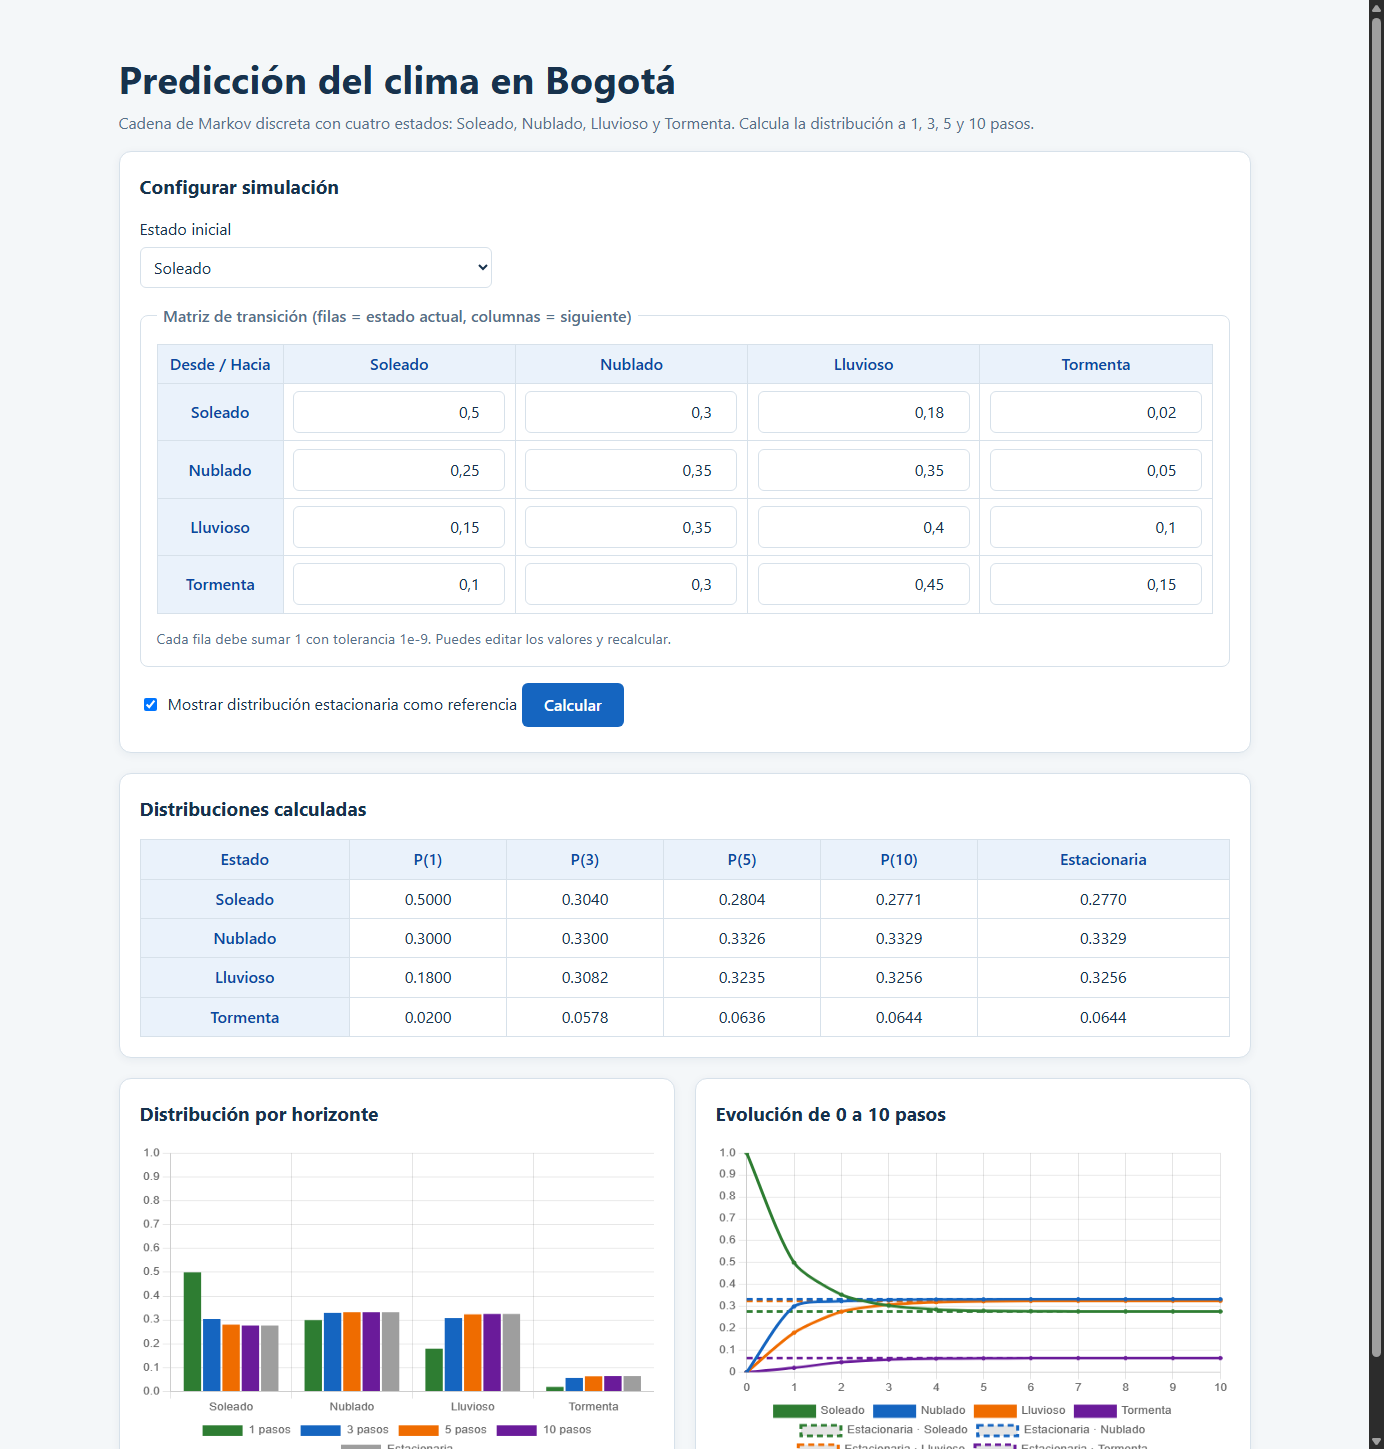 Predicción del clima en Bogotá
Cadena de Markov discreta con cuatro estados: Soleado, Nublado, Lluvioso y Tormenta. Calcula la distribución a 1, 3, 5 y 10 pasos.
Configurar simulación
Estado inicial
Soleado
Matriz de transición (filas = estado actual, columnas = siguiente)
Desde / Hacia Soleado Nublado Lluvioso Tormenta
Soleado 0,5 0,3 0,18 0,02
Nublado 0,25 0,35 0,35 0,05
Lluvioso 0,15 0,35 0,4 0,1
Tormenta 0,1 0,3 0,45 0,15
Cada fila debe sumar 1 con tolerancia 1e-9. Puedes editar los valores y recalcular.
Mostrar distribución estacionaria como referencia Calcular
Distribuciones calculadas
Estado P(1) P(3) P(5) P(10) Estacionaria
Soleado 0.5000 0.3040 0.2804 0.2771 0.2770
Nublado 0.3000 0.3300 0.3326 0.3329 0.3329
Lluvioso 0.1800 0.3082 0.3235 0.3256 0.3256
Tormenta 0.0200 0.0578 0.0636 0.0644 0.0644
Distribución por horizonte
1.0
0.9
0.8
0.7
0.6
0.5
0.4
0.3
0.2
0.1
0.0
Soleado Nublado Lluvioso Tormenta
1 pasos 3 pasos 5 pasos 10 pasos
Estacionaria
Evolución de 0 a 10 pasos
1.0
0.9
0.8
0.7
0.6
0.5
0.4
0.3
0.2
0.1
0
0 1 2 3 4 5 6 7 8 9 10
Soleado Nublado Lluvioso Tormenta
Estacionaria · Soleado Estacionaria · Nublado
Estacionaria · Lluvioso Estacionaria · Tormenta